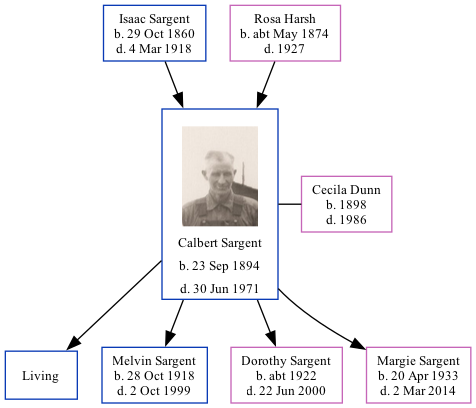 Isaac Sargent
b. 29 Oct 1860
d. 4 Mar 1918
Rosa Harsh
b. abt May 1874
d. 1927
Calbert Sargent
b. 23 Sep 1894
d. 30 Jun 1971
Cecila Dunn
b. 1898
d. 1986
Living
Melvin Sargent
b. 28 Oct 1918
d. 2 Oct 1999
Dorothy Sargent
b. abt 1922
d. 22 Jun 2000
Margie Sargent
b. 20 Apr 1933
d. 2 Mar 2014